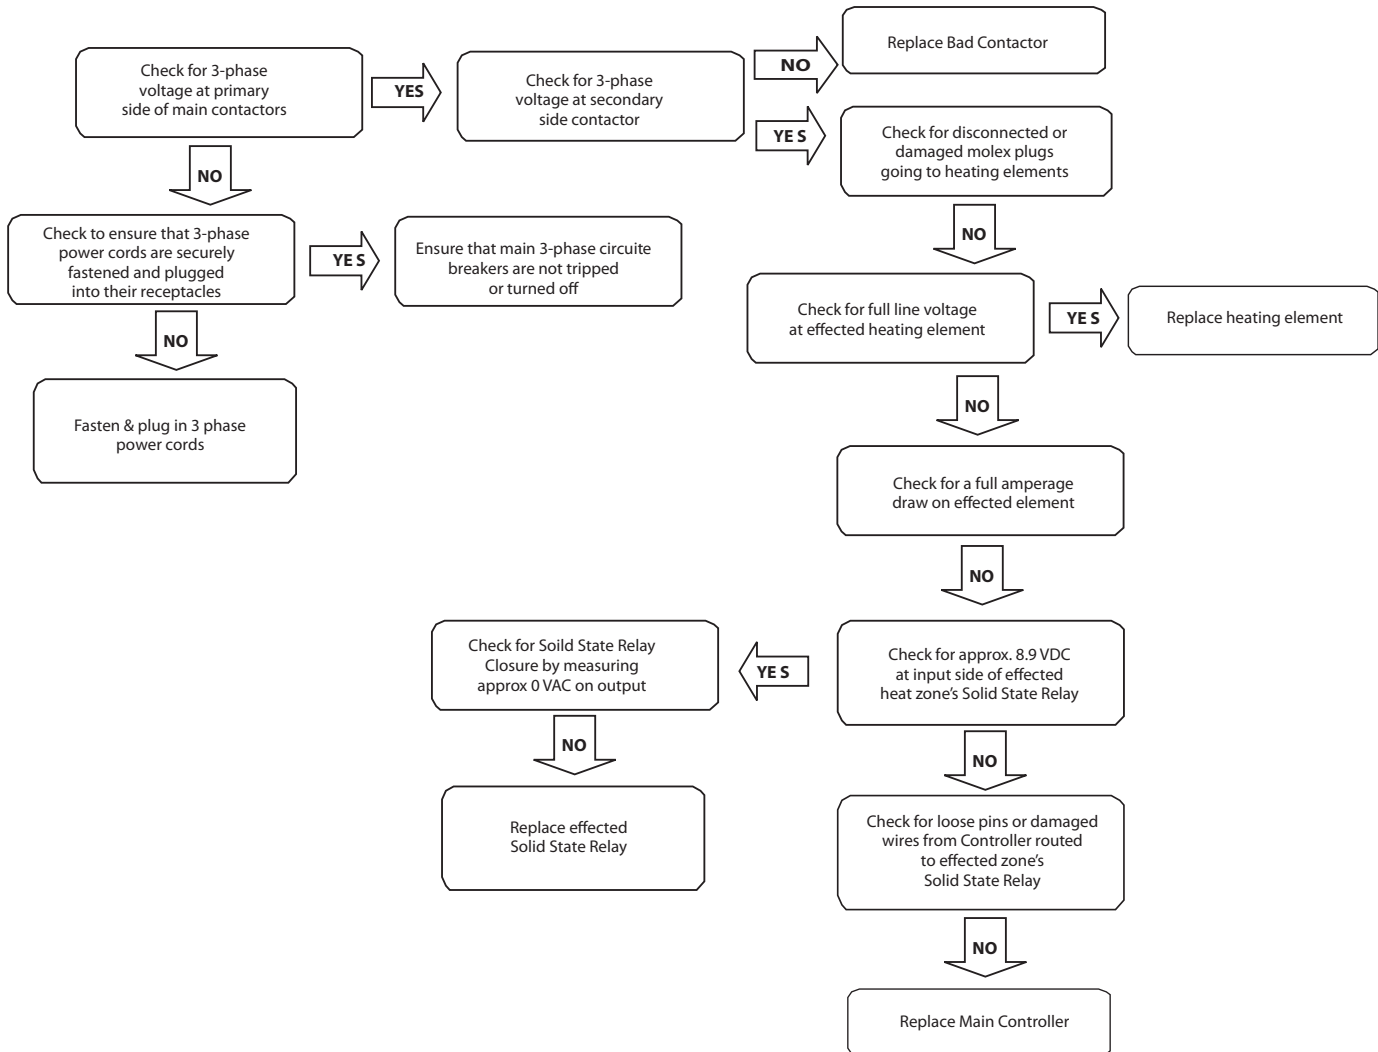 Check for 3-phase
voltage at primary
side of main contactors
YES
Check for 3-phase
voltage at secondary
side contactor
NO
Replace Bad Contactor
YES
Check for disconnected or
damaged molex plugs
going to heating elements
NO
Check to ensure that 3-phase
power cords are securely
fastened and plugged
into their receptacles
YES
Ensure that main 3-phase circuite
breakers are not tripped
or turned off
NO
Fasten & plug in 3 phase
power cords
NO
Check for full line voltage
at effected heating element
YES
Replace heating element
NO
Check for a full amperage
draw on effected element
NO
Check for approx. 8.9 VDC
at input side of effected
heat zone's Solid State Relay
YES
Check for Soild State Relay
Closure by measuring
approx 0 VAC on output
NO
Replace effected
Solid State Relay
NO
Check for loose pins or damaged
wires from Controller routed
to effected zone's
Solid State Relay
NO
Replace Main Controller